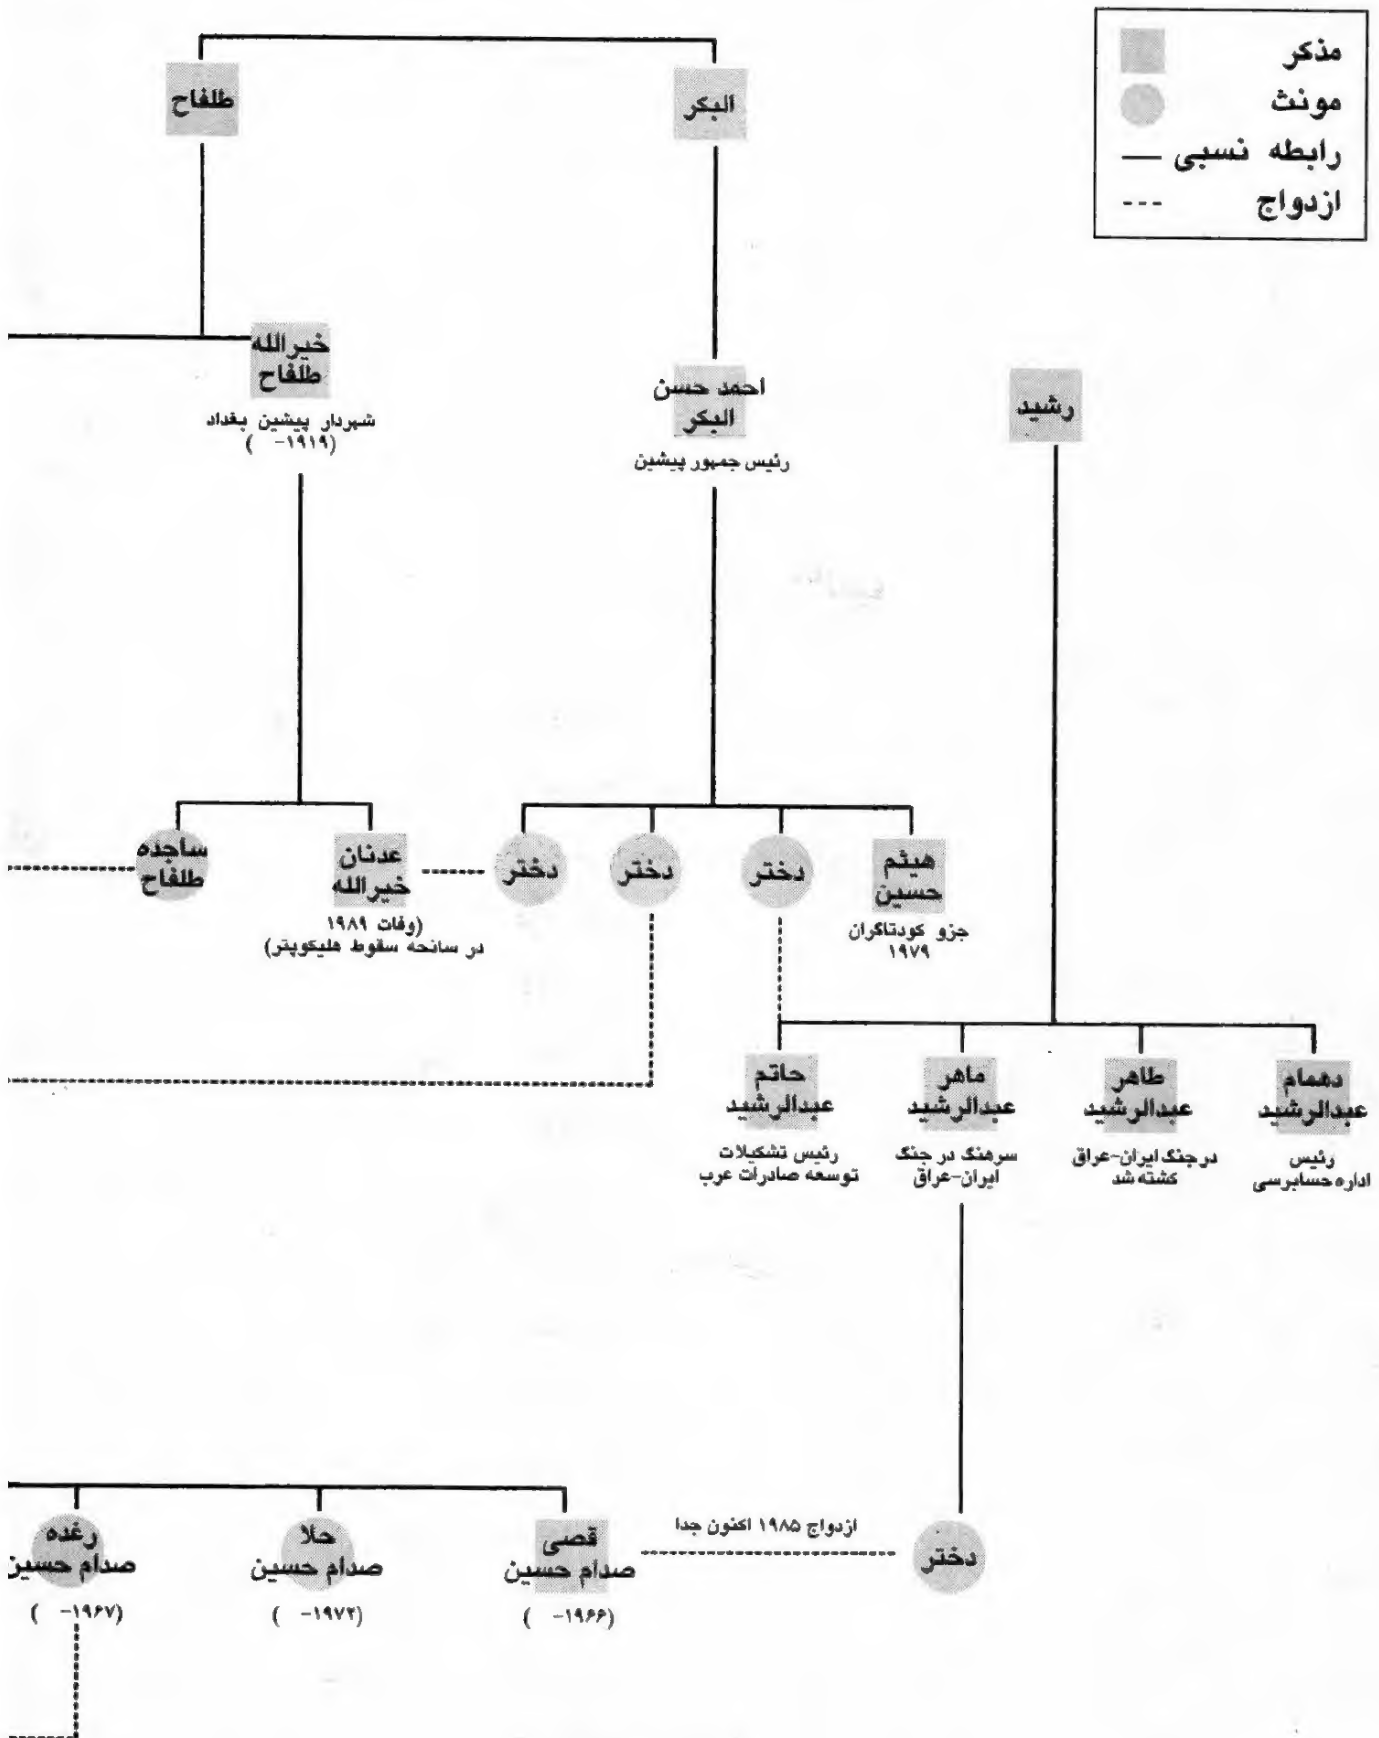 مذکر
مونث
رابطه نسبی
ازدواج
البکر
طلفاح
خیرالله
طلفاح
شهردار پیشین بغداد
(۱۹۱۹- )
احمد حسن
البکر
رئیس جمهور پیشین
رشید
هیثم
حسین
جزو کودتاگران
۱۹۷۹
دختر
دختر
دختر
عدنان
خیرالله
(وفات ۱۹۸۹
در سانحه سقوط هلیکوپتر)
ساجده
طلفاح
دهمام
عبدالرشید
رئیس
اداره حسابرسی
طاهر
عبدالرشید
در جنگ ایران-عراق
کشته شد
ماهر
عبدالرشید
سرهنگ در جنگ
ایران-عراق
حاتم
عبدالرشید
رئیس تشکیلات
توسعه صادرات عرب
دختر
ازدواج ۱۹۸۵ اکنون جدا
قصی
صدام حسین
(۱۹۶۶- )
حلا
صدام حسین
(۱۹۷۲- )
رغده
صدام حسین
(۱۹۶۷- )